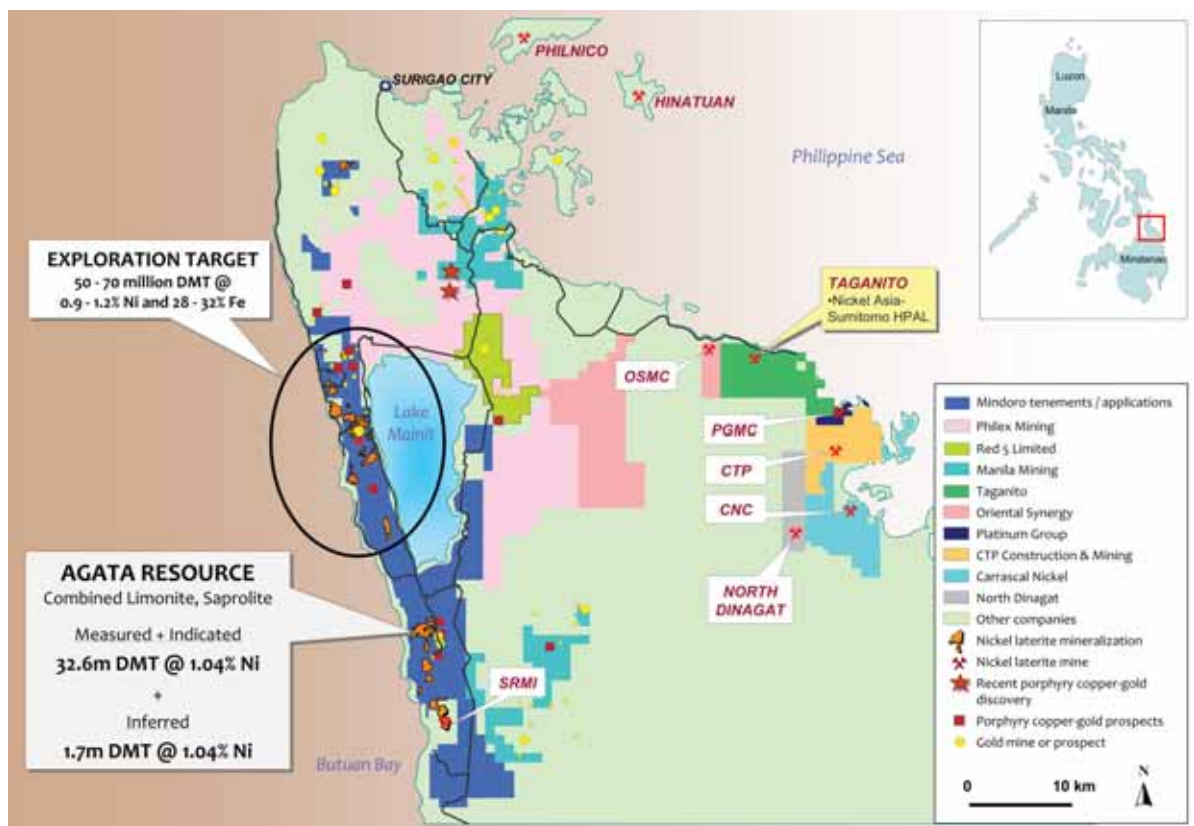 PHILNICO
SURIGAO CITY
HINATUAN
Philippine Sea
Luzon
Manila
Mindanao
EXPLORATION TARGET
50 - 70 million DMT @
0.9 - 1.2% Ni and 28 - 32% Fe
TAGANITO
•Nickel Asia-
Sumitomo HPAL
OSMC
Lake
Mainit
PGMC
CTP
CNC
NORTH
DINAGAT
AGATA RESOURCE
Combined Limonite, Saprolite
Measured + Indicated
32.6m DMT @ 1.04% Ni
+
Inferred
1.7m DMT @ 1.04% Ni
SRMI
Butuan Bay
Mindoro tenements / applications
Philex Mining
Red 5 Limited
Manila Mining
Taganito
Oriental Synergy
Platinum Group
CTP Construction & Mining
Carrascal Nickel
North Dinagat
Other companies
Nickel laterite mineralization
Nickel laterite mine
Recent porphyry copper-gold
discovery
Porphyry copper-gold prospects
Gold mine or prospect
0 10 km
N